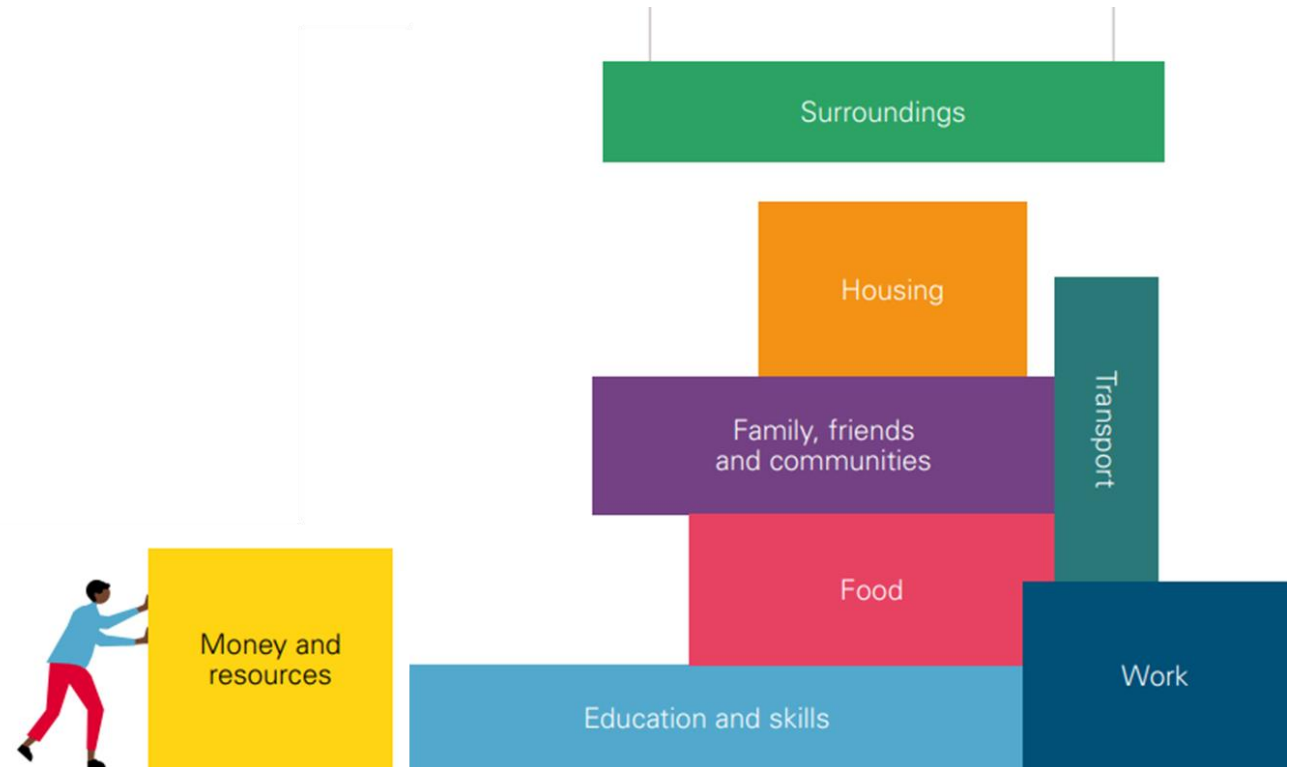 Surroundings
Housing
Transport
Family, friends
and communities
Food
Money and
resources
Work
Education and skills